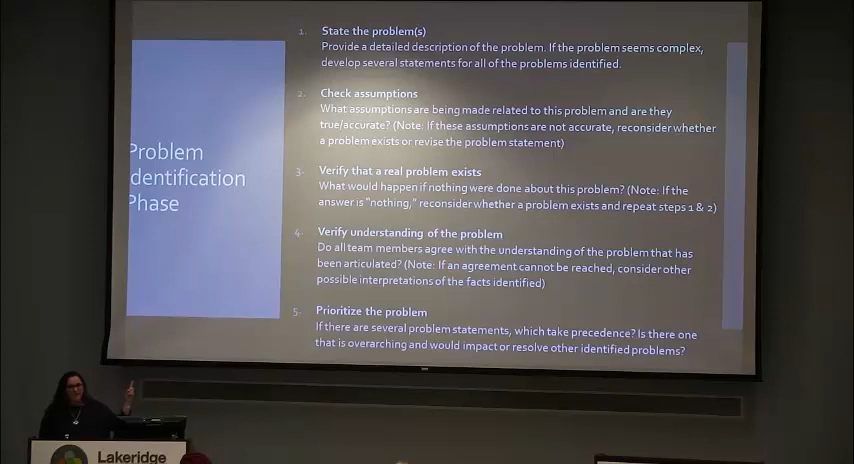 Problem
Identification
Phase
1. State the problem(s)
Provide a detailed description of the problem. If the problem seems complex,
develop several statements for all of the problems identified.
2. Check assumptions
What assumptions are being made related to this problem and are they
true/accurate? (Note: If these assumptions are not accurate, reconsider whether
a problem exists or revise the problem statement)
3. Verify that a real problem exists
What would happen if nothing were done about this problem? (Note: If the
answer is "nothing," reconsider whether a problem exists and repeat steps 1 & 2)
4. Verify understanding of the problem
Do all team members agree with the understanding of the problem that has
been articulated? (Note: If an agreement cannot be reached, consider other
possible interpretations of the facts identified)
5. Prioritize the problem
If there are several problem statements, which take precedence? Is there one
that is overarching and would impact or resolve other identified problems?
Lakeridge